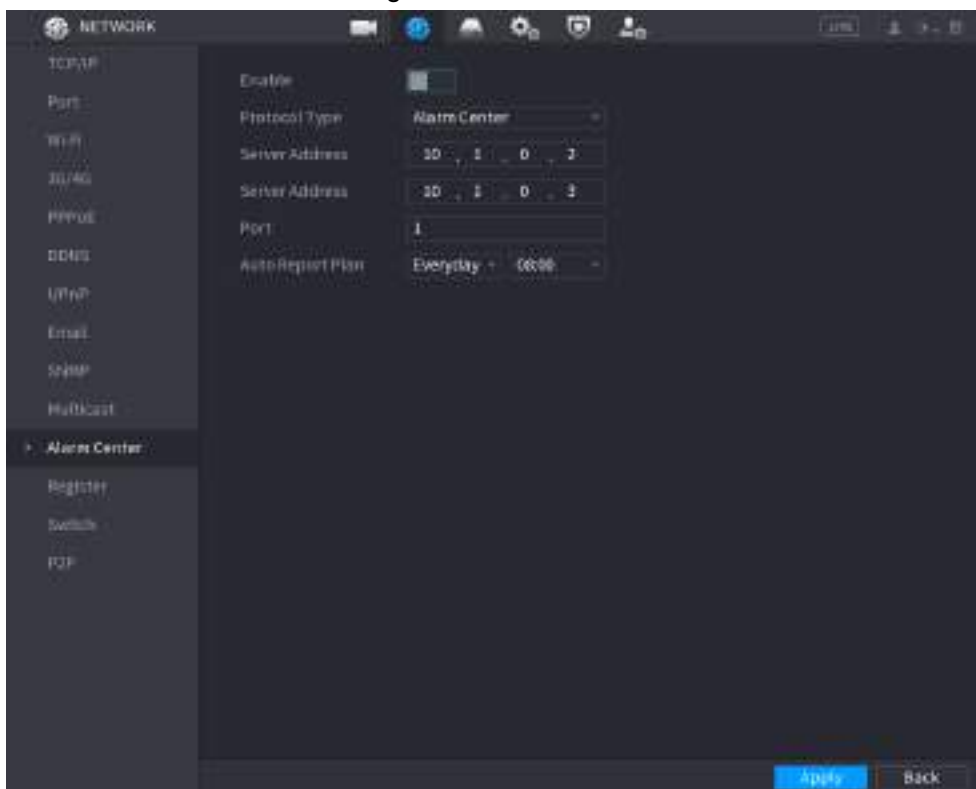 NETWORK
LIVE
TCP/IP
Port
Wi-Fi
3G/4G
PPPoE
DDNS
UPnP
Email
SNMP
Multicast
Alarm Center
Register
Switch
P2P
Enable
Protocol Type Alarm Center
Server Address 10 . 1 . 0 . 2
Server Address 10 . 1 . 0 . 3
Port 1
Auto Report Plan Everyday 08:00
Apply Back